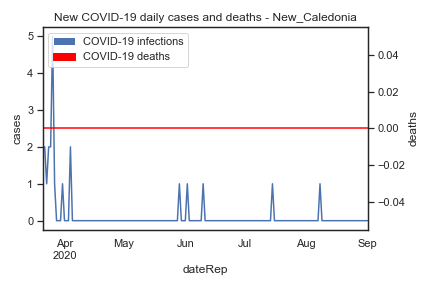 New COVID-19 daily cases and deaths - New_Caledonia
COVID-19 infections
COVID-19 deaths
cases
5
4
3
2
1
0
0.04
0.02
0.00
−0.02
−0.04
deaths
Apr
2020
May
Jun
Jul
Aug
Sep
dateRep